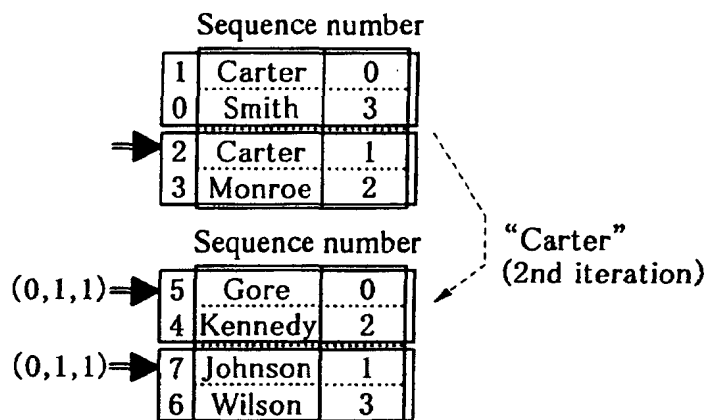 Sequence number
1 Carter 0
0 Smith 3
2 Carter 1
3 Monroe 2
Sequence number
"Carter"
(2nd iteration)
(0,1,1) 5 Gore 0
4 Kennedy 2
(0,1,1) 7 Johnson 1
6 Wilson 3